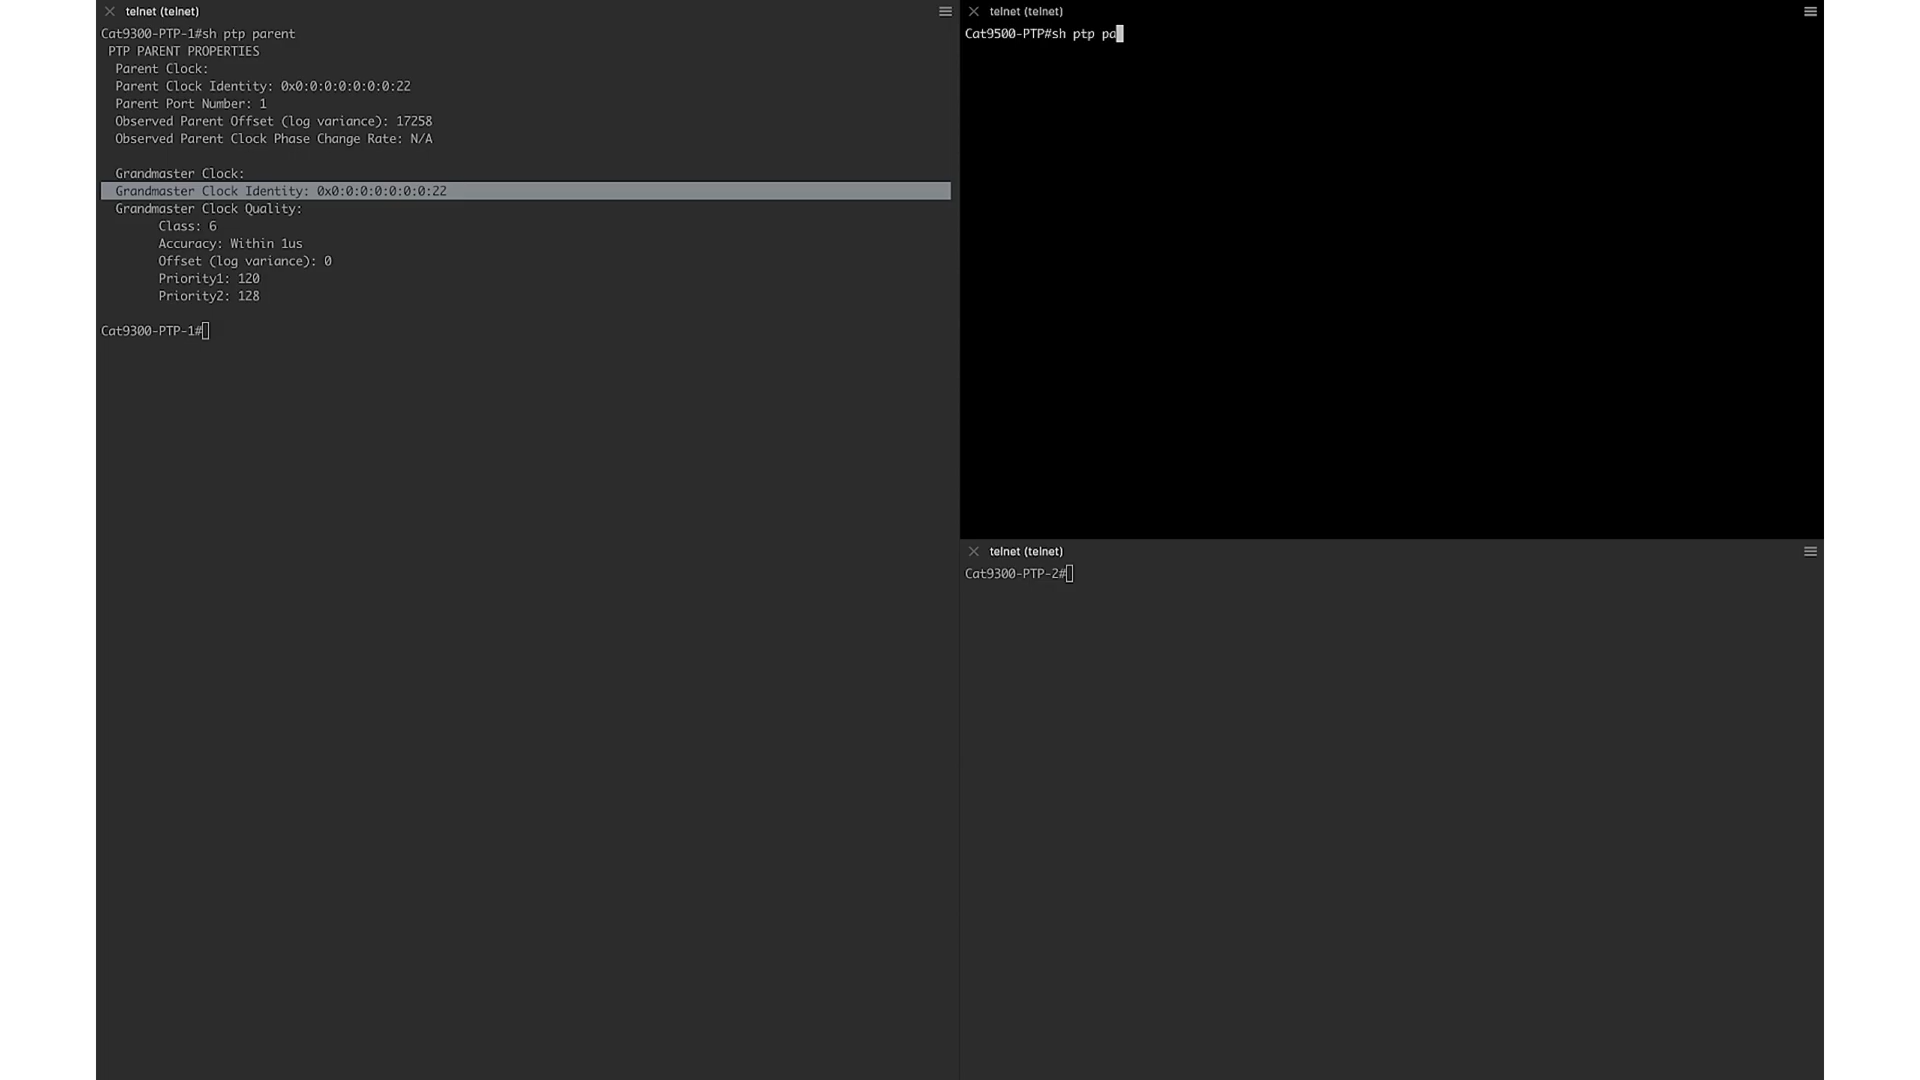 telnet (telnet)
Cat9300-PTP-1#sh ptp parent
PTP PARENT PROPERTIES
Parent Clock:
Parent Clock Identity: 0x0:0:0:0:0:0:0:22
Parent Port Number: 1
Observed Parent Offset (log variance): 17258
Observed Parent Clock Phase Change Rate: N/A
Grandmaster Clock:
Grandmaster Clock Identity: 0x0:0:0:0:0:0:0:22
Grandmaster Clock Quality:
Class: 6
Accuracy: Within 1us
Offset (log variance): 0
Priority1: 120
Priority2: 128
Cat9300-PTP-1#
telnet (telnet)
Cat9500-PTP#sh ptp pa
telnet (telnet)
Cat9300-PTP-2#